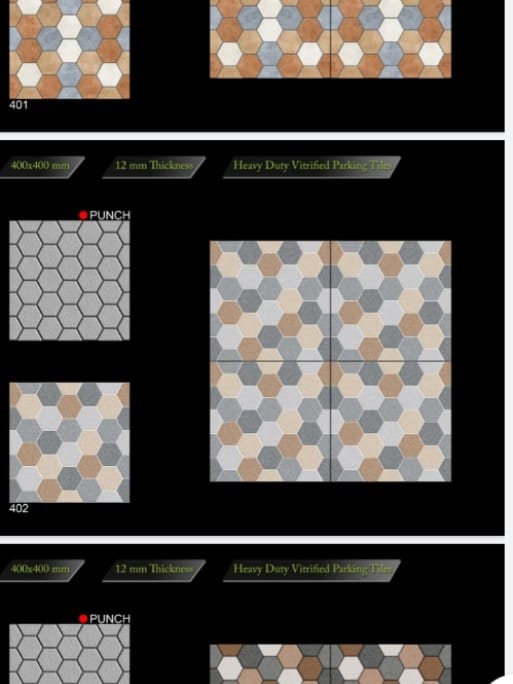 401
400x400 mm 12 mm Thickness Heavy Duty Vitrified Parking Tiles
PUNCH
402
400x400 mm 12 mm Thickness Heavy Duty Vitrified Parking Tiles
PUNCH